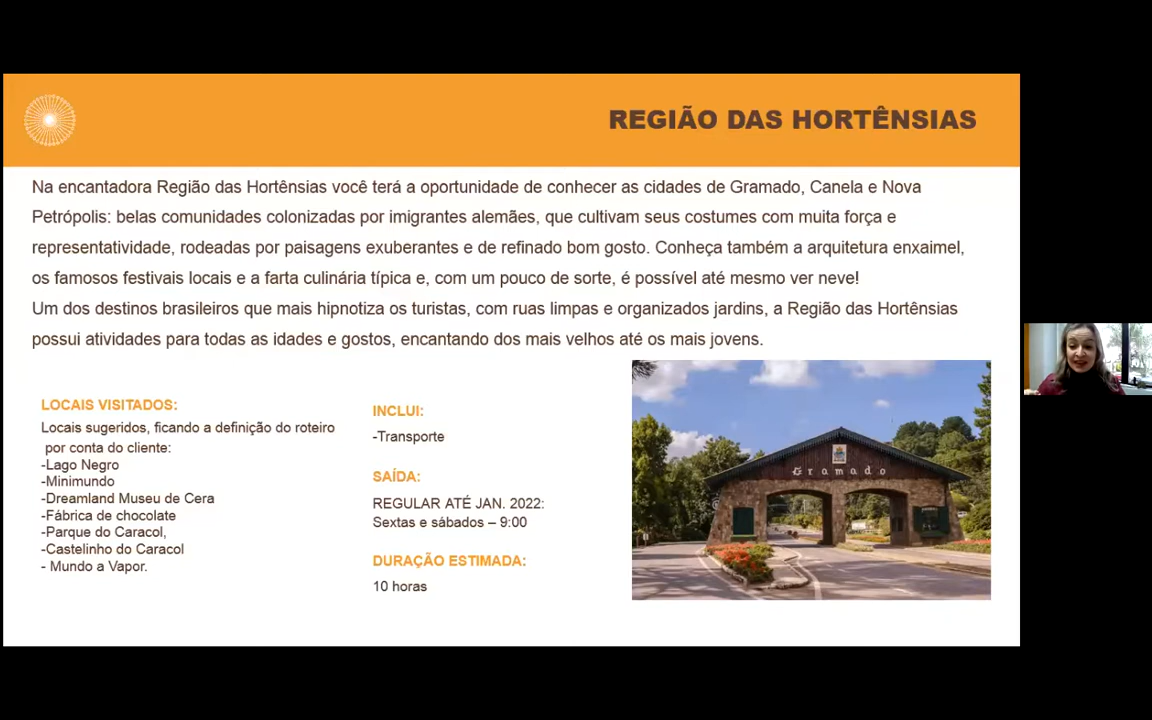 REGIÃO DAS HORTÊNSIAS
Na encantadora Região das Hortênsias você terá a oportunidade de conhecer as cidades de Gramado, Canela e Nova
Petrópolis: belas comunidades colonizadas por imigrantes alemães, que cultivam seus costumes com muita força e
representatividade, rodeadas por paisagens exuberantes e de refinado bom gosto. Conheça também a arquitetura enxaimel,
os famosos festivais locais e a farta culinária típica e, com um pouco de sorte, é possível até mesmo ver neve!
Um dos destinos brasileiros que mais hipnotiza os turistas, com ruas limpas e organizados jardins, a Região das Hortênsias
possui atividades para todas as idades e gostos, encantando dos mais velhos até os mais jovens.
LOCAIS VISITADOS:
Locais sugeridos, ficando a definição do roteiro
por conta do cliente:
-Lago Negro
-Minimundo
-Dreamland Museu de Cera
-Fábrica de chocolate
-Parque do Caracol,
-Castelinho do Caracol
- Mundo a Vapor.
INCLUI:
-Transporte
SAÍDA:
REGULAR ATÉ JAN. 2022:
Sextas e sábados – 9:00
DURAÇÃO ESTIMADA:
10 horas
Gramado